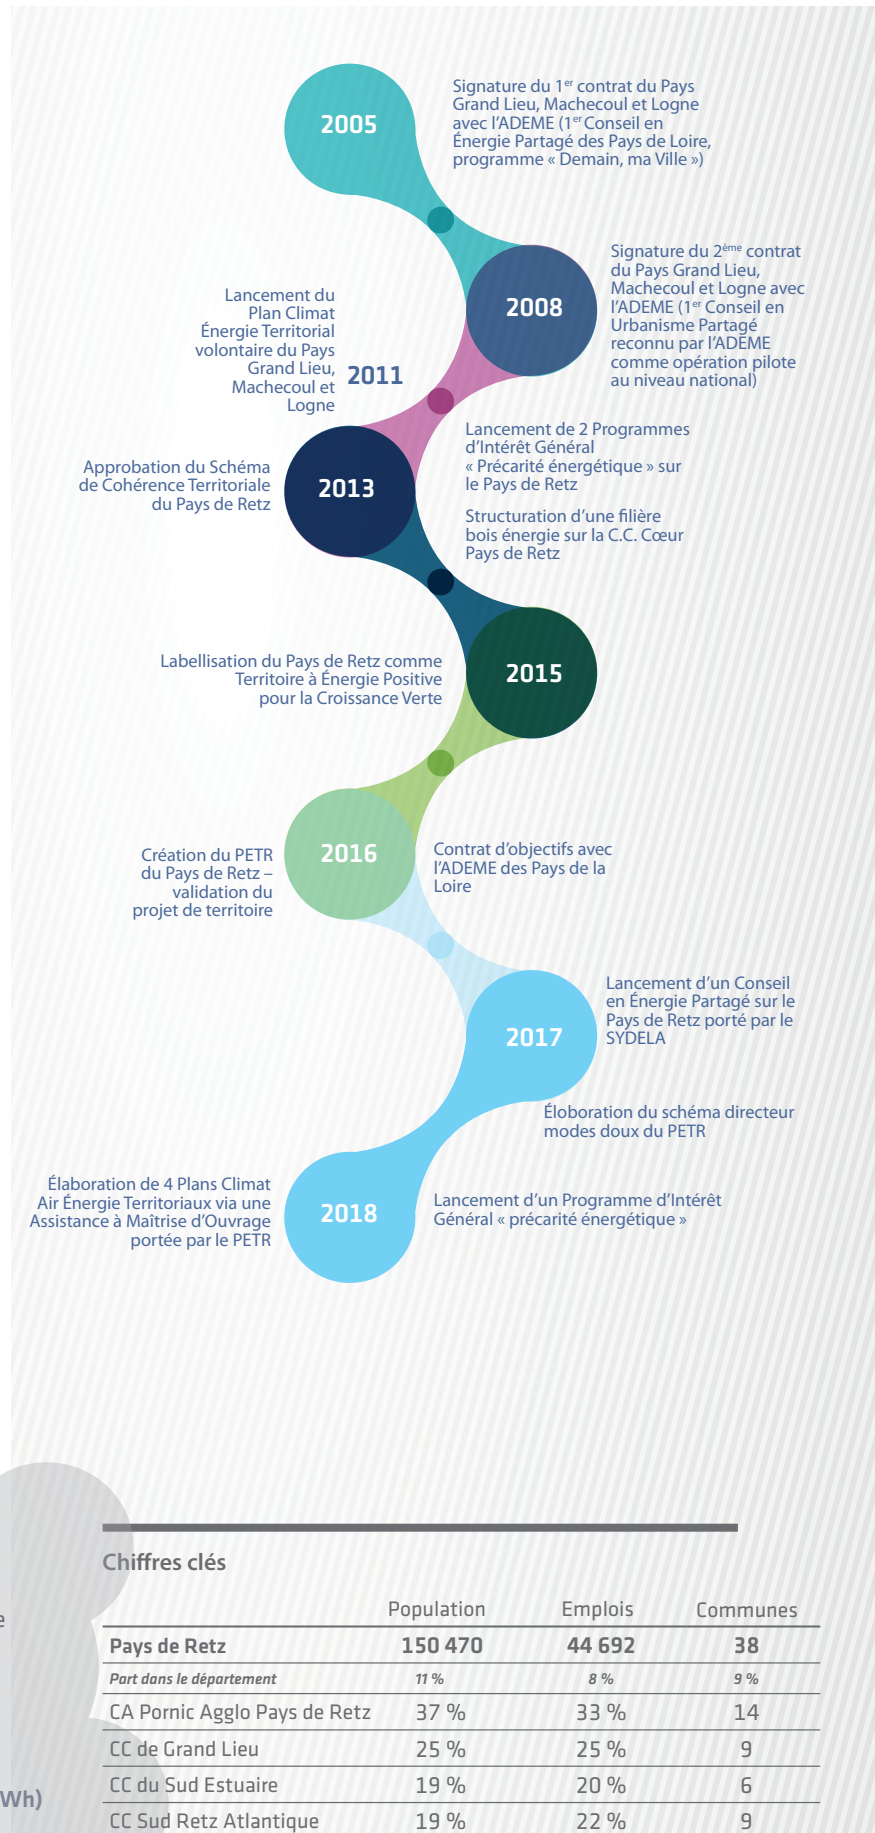 2005
Signature du 1er contrat du Pays
Grand Lieu, Machecoul et Logne
avec l'ADEME (1er Conseil en
Énergie Partagé des Pays de Loire,
programme « Demain, ma Ville »)
2008
Signature du 2ème contrat
du Pays Grand Lieu,
Machecoul et Logne avec
l'ADEME (1er Conseil en
Urbanisme Partagé
reconnu par l'ADEME
comme opération pilote
au niveau national)
Lancement du
Plan Climat
Énergie Territorial
volontaire du Pays
Grand Lieu,
Machecoul et
Logne
2011
Approbation du Schéma
de Cohérence Territoriale
du Pays de Retz
2013
Lancement de 2 Programmes
d'Intérêt Général
« Précarité énergétique » sur
le Pays de Retz
Structuration d'une filière
bois énergie sur la C.C. Cœur
Pays de Retz
Labellisation du Pays de Retz comme
Territoire à Énergie Positive
pour la Croissance Verte
2015
Création du PETR
du Pays de Retz –
validation du
projet de territoire
2016
Contrat d'objectifs avec
l'ADEME des Pays de la
Loire
2017
Lancement d'un Conseil
en Énergie Partagé sur le
Pays de Retz porté par le
SYDELA
Éloboration du schéma directeur
modes doux du PETR
Élaboration de 4 Plans Climat
Air Énergie Territoriaux via une
Assistance à Maîtrise d'Ouvrage
portée par le PETR
2018
Lancement d'un Programme d'Intérêt
Général « précarité énergétique »
Chiffres clés
e
Population Emplois Communes
Pays de Retz 150 470 44 692 38
Part dans le département 11 % 8 % 9 %
CA Pornic Agglo Pays de Retz 37 % 33 % 14
CC de Grand Lieu 25 % 25 % 9
CC du Sud Estuaire 19 % 20 % 6
Wh)
CC Sud Retz Atlantique 19 % 22 % 9